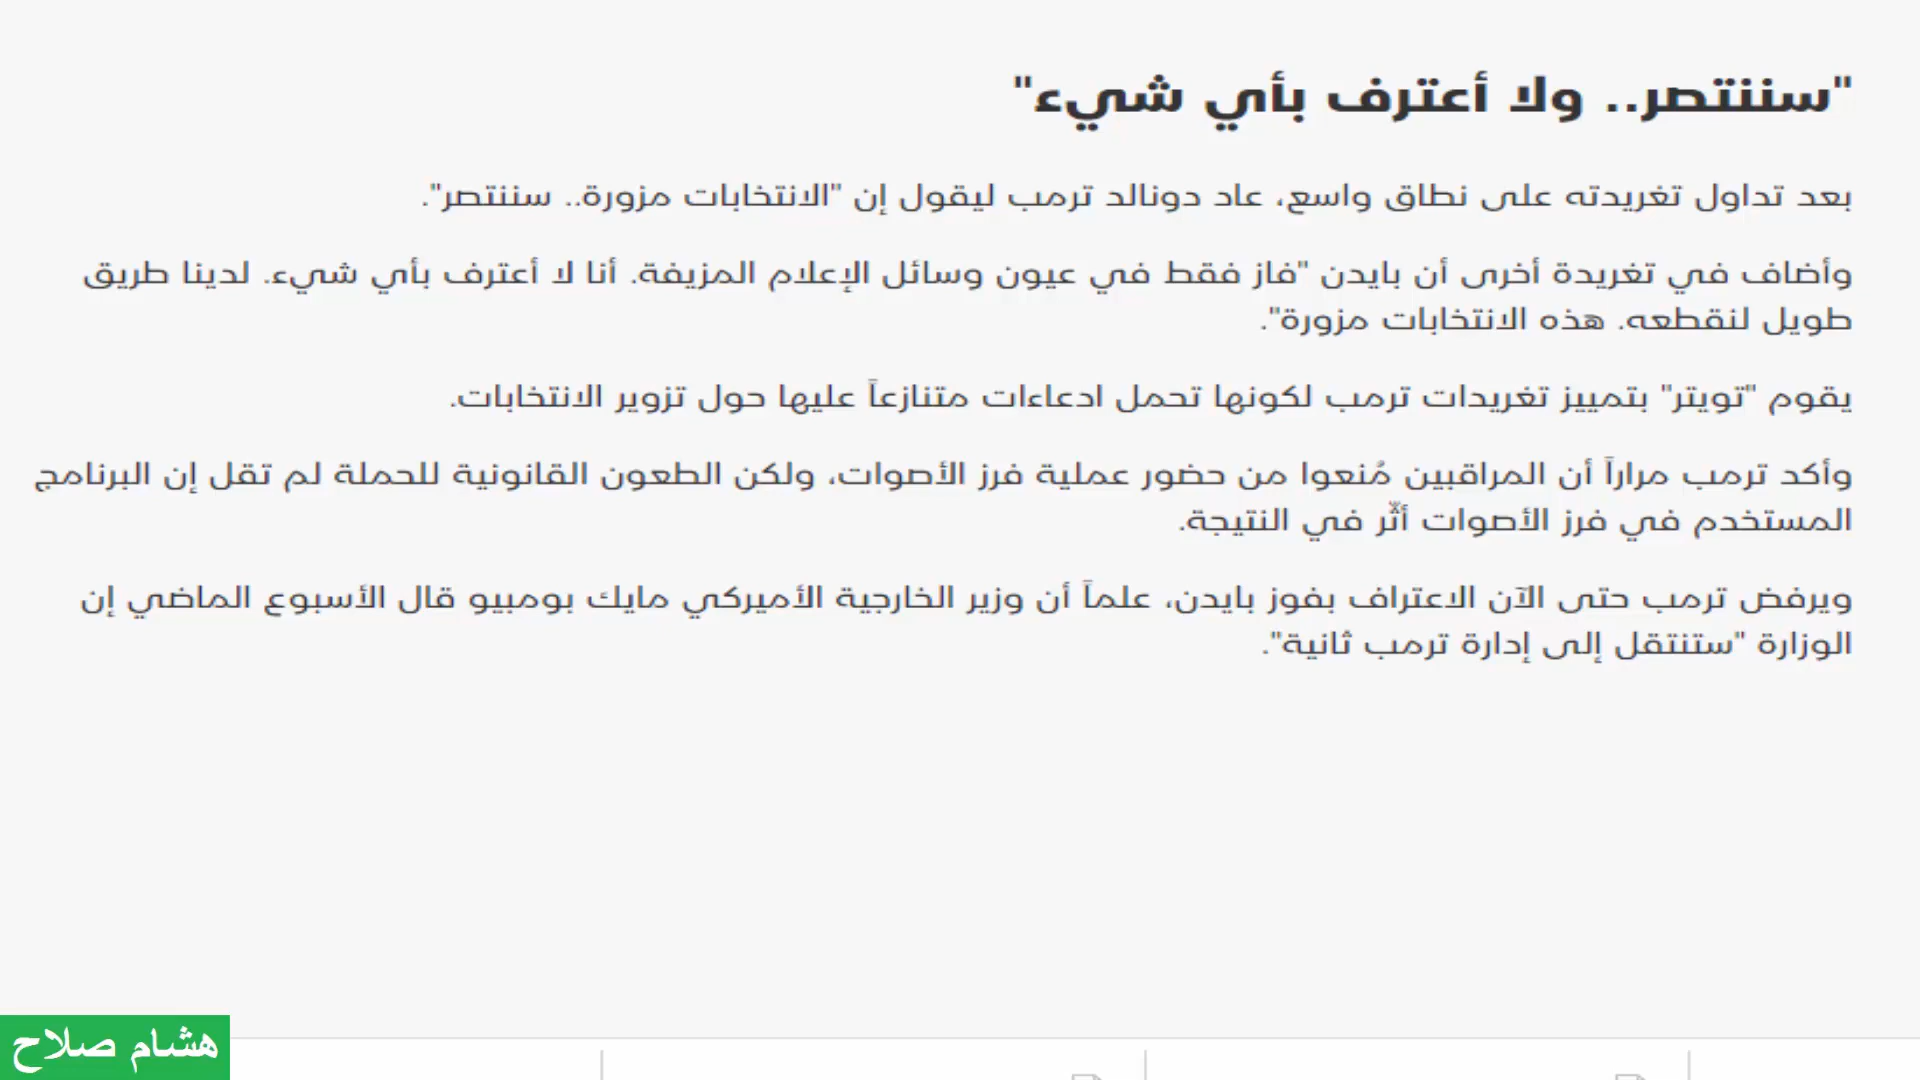 "سننتصر.. ولا أعترف بأي شيء"
بعد تداول تغريدته على نطاق واسع، عاد دونالد ترمب ليقول إن "الانتخابات مزورة.. سننتصر".
وأضاف في تغريدة أخرى أن بايدن "فاز فقط في عيون وسائل الإعلام المزيفة. أنا لا أعترف بأي شيء. لدينا طريق
طويل لنقطعه. هذه الانتخابات مزورة".
يقوم "تويتر" بتمييز تغريدات ترمب لكونها تحمل ادعاءات متنازعاً عليها حول تزوير الانتخابات.
وأكد ترمب مراراً أن المراقبين مُنعوا من حضور عملية فرز الأصوات، ولكن الطعون القانونية للحملة لم تقل إن البرنامج
المستخدم في فرز الأصوات أثّر في النتيجة.
ويرفض ترمب حتى الآن الاعتراف بفوز بايدن، علماً أن وزير الخارجية الأميركي مايك بومبيو قال الأسبوع الماضي إن
الوزارة "ستنتقل إلى إدارة ترمب ثانية".
هشام صلاح